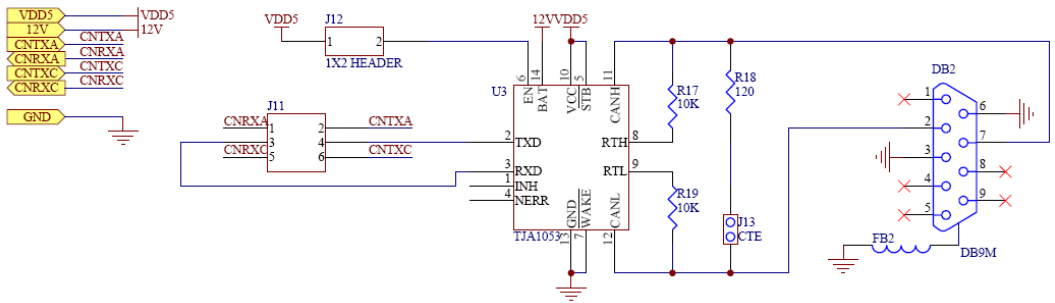 VDD5
VDD5
12V
12V
CNTXA
CNTXA
CNRXA
CNRXA
CNTXC
CNTXC
CNRXC
CNRXC
GND
VDD5
J12
1
2
1X2 HEADER
12V
VDD5
J11
CNRXA
1
2
CNTXA
3
4
CNRXC
5
6
CNTXC
U3
6
EN
14
BAT
10
VCC
5
STB
11
CANH
2
TXD
3
RXD
1
INH
4
NERR
RTH
8
RTL
9
13
GND
7
WAKE
12
CANL
TJA1053
R17
10K
R18
120
R19
10K
J13
CTE
DB2
1
6
2
7
3
8
4
9
5
FB2
DB9M